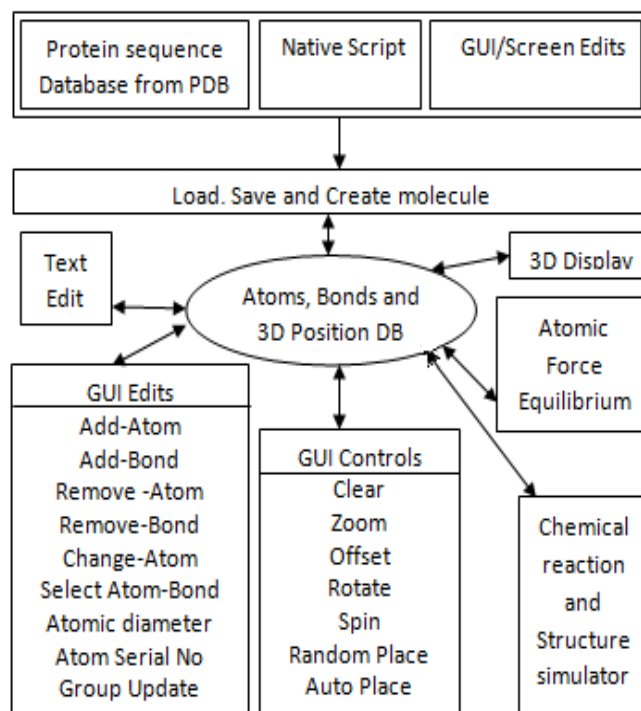 Protein sequence
Database from PDB
Native Script
GUI/Screen Edits
Load. Save and Create molecule
Text
Edit
Atoms, Bonds and
3D Position DB
3D Display
Atomic
Force
Equilibrium
GUI Edits
Add-Atom
Add-Bond
Remove -Atom
Remove-Bond
Change-Atom
Select Atom-Bond
Atomic diameter
Atom Serial No
Group Update
GUI Controls
Clear
Zoom
Offset
Rotate
Spin
Random Place
Auto Place
Chemical
reaction
and
Structure
simulator